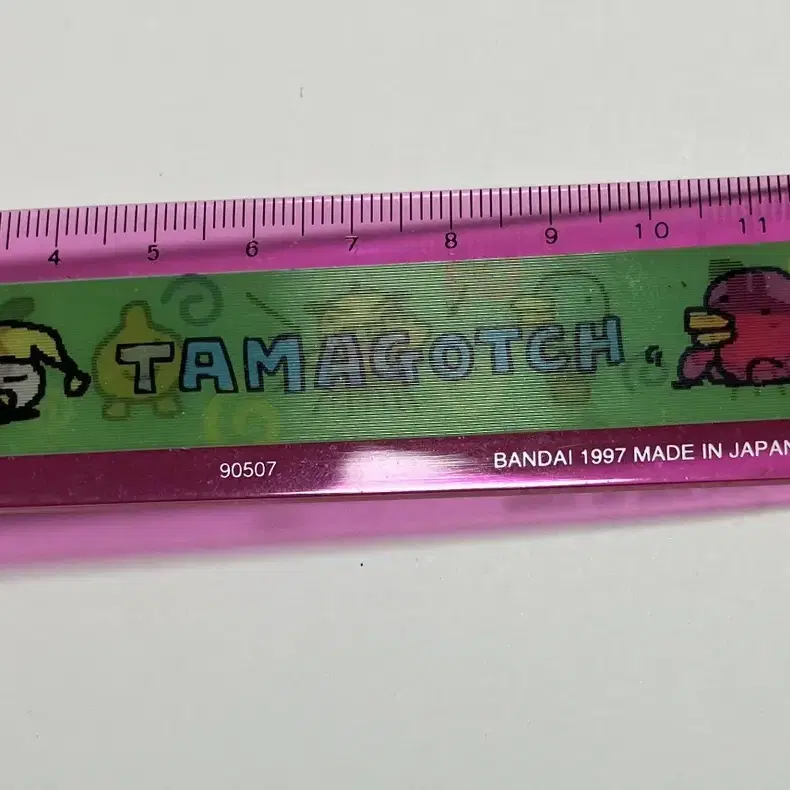 4 5 6 7 8 9 10 11
TAMAGOTCH
90507
BANDAI 1997 MADE IN JAPAN